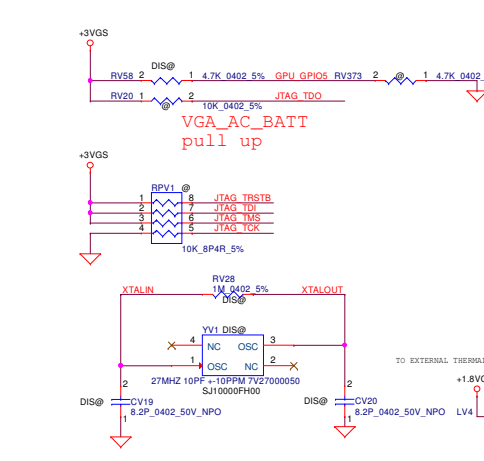 +3VGS
DIS@
RV58 2 1 4.7K_0402_5% GPU_GPIO5 RV373 2 @ 1 4.7K_0402_
RV20 1 @ 2 10K_0402_5% JTAG_TDO
VGA_AC_BATT
pull up
+3VGS
RPV1 @
1 8 JTAG_TRSTB
2 7 JTAG_TDI
3 6 JTAG_TMS
4 5 JTAG_TCK
10K_8P4R_5%
RV28
XTALIN 1M_0402_5% XTALOUT
DIS@
YV1 DIS@
4 NC OSC 3
1 OSC NC 2
27MHZ 10PF +-10PPM 7V27000050
SJ10000FH00
TO EXTERNAL THERMAL
+1.8VG
2 2
DIS@ CV19 DIS@ CV20
8.2P_0402_50V_NPO 8.2P_0402_50V_NPO LV4
1 1